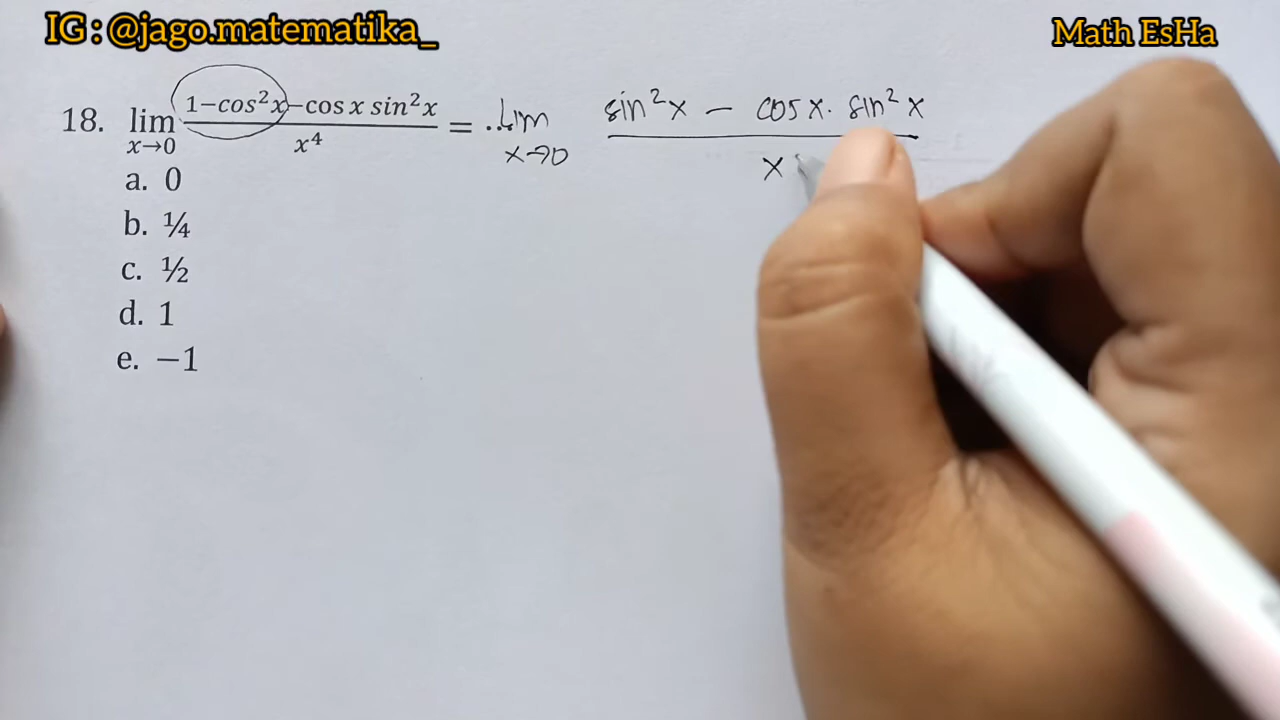 IG : @jago.matematika_
Math EsHa
18. lim x→0 (1−cos²x−cos x sin²x)/x⁴ = ... lim x→0 (sin²x − cos x · sin²x)/x
a. 0
b. ¼
c. ½
d. 1
e. −1